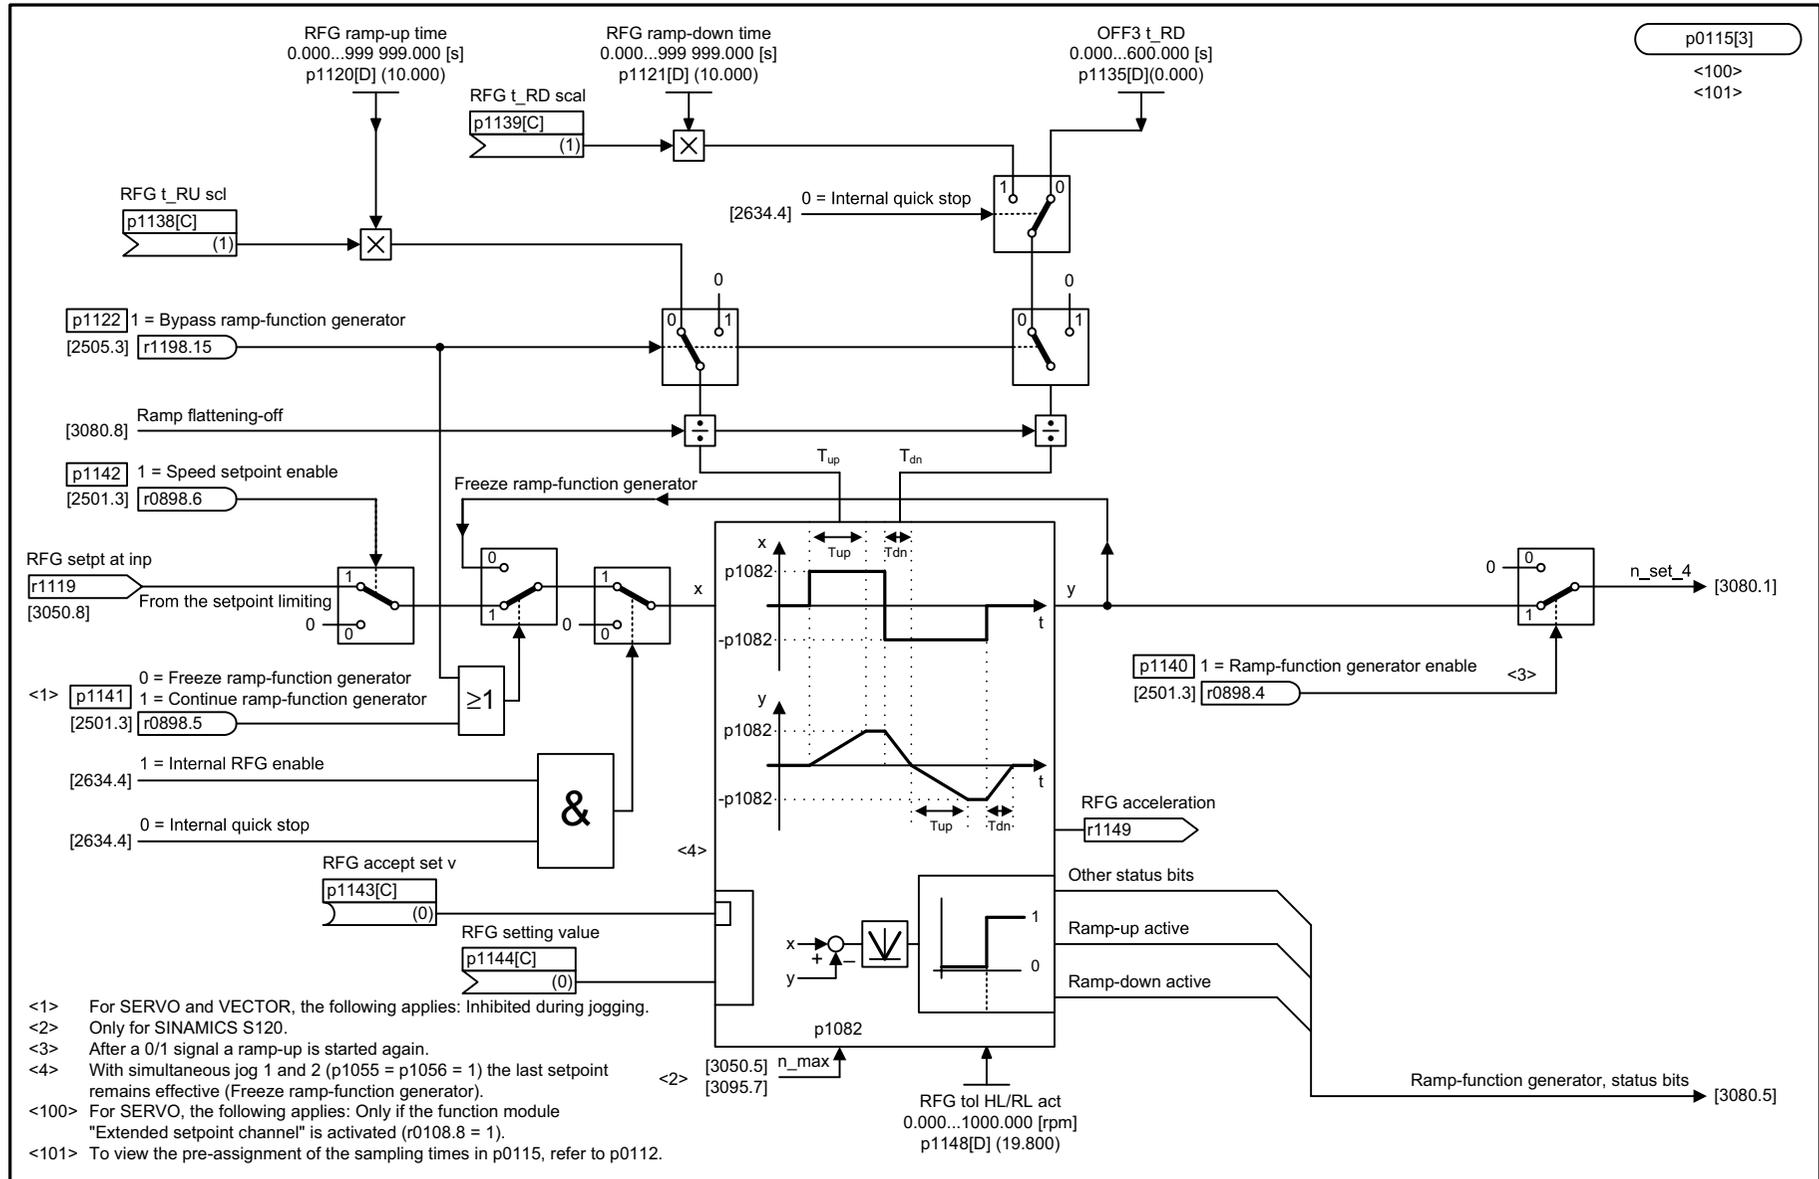 RFG ramp-up time
0.000...999 999.000 [s]
p1120[D] (10.000)
RFG ramp-down time
0.000...999 999.000 [s]
p1121[D] (10.000)
OFF3 t_RD
0.000...600.000 [s]
p1135[D](0.000)
p0115[3]
<100>
<101>
RFG t_RD scal
p1139[C]
(1)
RFG t_RU scl
p1138[C]
(1)
0 = Internal quick stop
[2634.4]
1 0
0
0
p1122 1 = Bypass ramp-function generator
[2505.3] r1198.15
0 1
0 1
Ramp flattening-off
[3080.8]
÷
÷
p1142 1 = Speed setpoint enable
[2501.3] r0898.6
Tup
Tdn
Freeze ramp-function generator
RFG setpt at inp
r1119
[3050.8]
From the setpoint limiting
1
0
0
0
1
1
0
0
x
x
Tup
Tdn
p1082
-p1082
t
y
0
0
1
n_set_4
[3080.1]
p1140 1 = Ramp-function generator enable
[2501.3] r0898.4
<3>
0 = Freeze ramp-function generator
<1> p1141 1 = Continue ramp-function generator
[2501.3] r0898.5
≥1
y
p1082
-p1082
t
Tup
Tdn
1 = Internal RFG enable
[2634.4]
&
0 = Internal quick stop
[2634.4]
<4>
RFG acceleration
r1149
RFG accept set v
p1143[C]
(0)
RFG setting value
p1144[C]
(0)
x
+
–
y
1
0
Other status bits
Ramp-up active
Ramp-down active
p1082
<2> [3050.5] n_max
[3095.7]
RFG tol HL/RL act
0.000...1000.000 [rpm]
p1148[D] (19.800)
Ramp-function generator, status bits
[3080.5]
<1> For SERVO and VECTOR, the following applies: Inhibited during jogging.
<2> Only for SINAMICS S120.
<3> After a 0/1 signal a ramp-up is started again.
<4> With simultaneous jog 1 and 2 (p1055 = p1056 = 1) the last setpoint
remains effective (Freeze ramp-function generator).
<100> For SERVO, the following applies: Only if the function module
"Extended setpoint channel" is activated (r0108.8 = 1).
<101> To view the pre-assignment of the sampling times in p0115, refer to p0112.